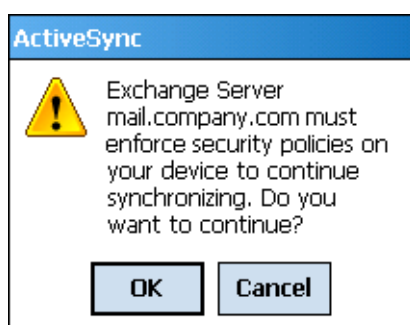 ActiveSync
Exchange Server
mail.company.com must
enforce security policies on
your device to continue
synchronizing. Do you
want to continue?
OK
Cancel